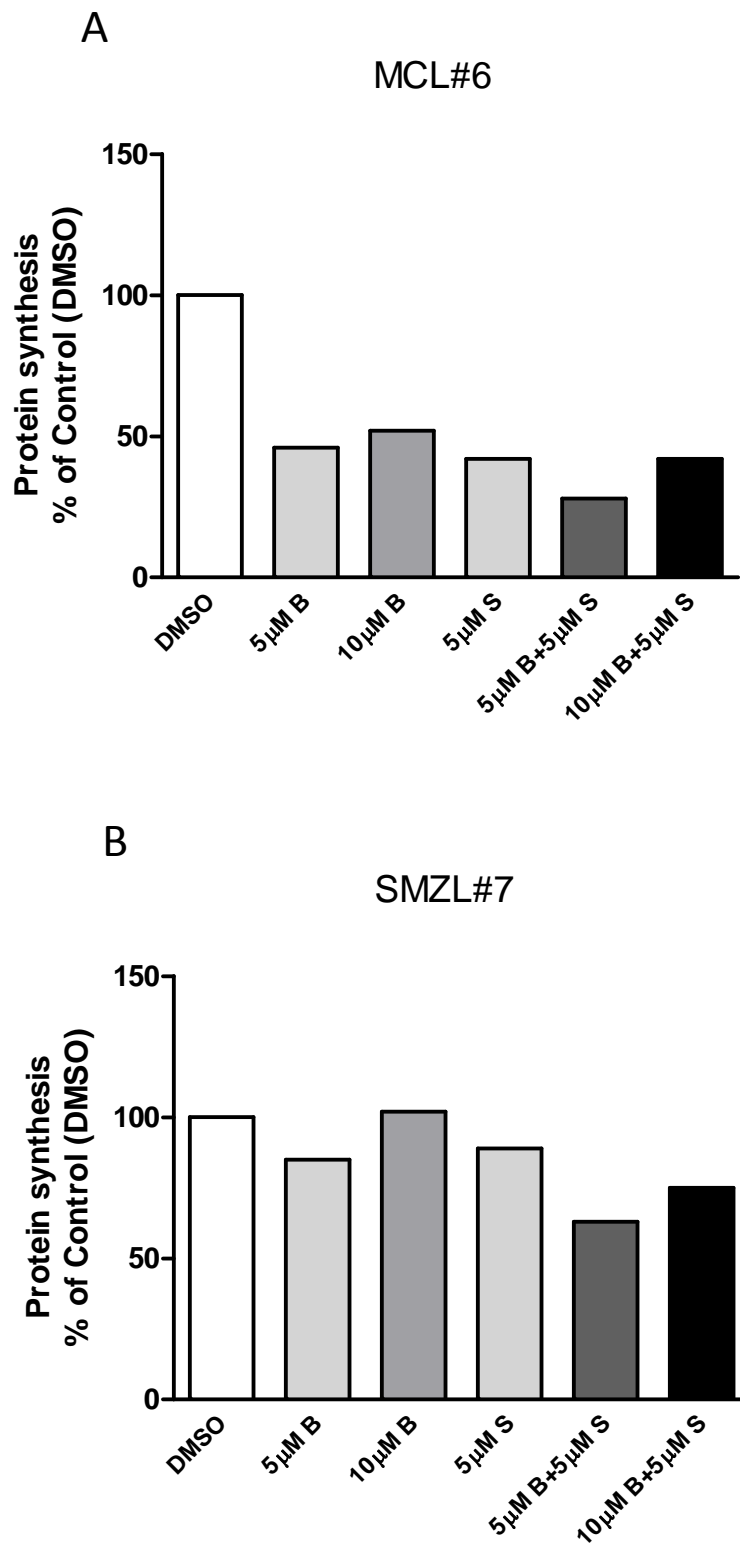 A
MCL#6
Protein synthesis
% of Control (DMSO)
150
100
50
0
DMSO
5μM B
10μM B
5μM S
5μM B+5μM S
10μM B+5μM S
B
SMZL#7
Protein synthesis
% of Control (DMSO)
150
100
50
0
DMSO
5μM B
10μM B
5μM S
5μM B+5μM S
10μM B+5μM S